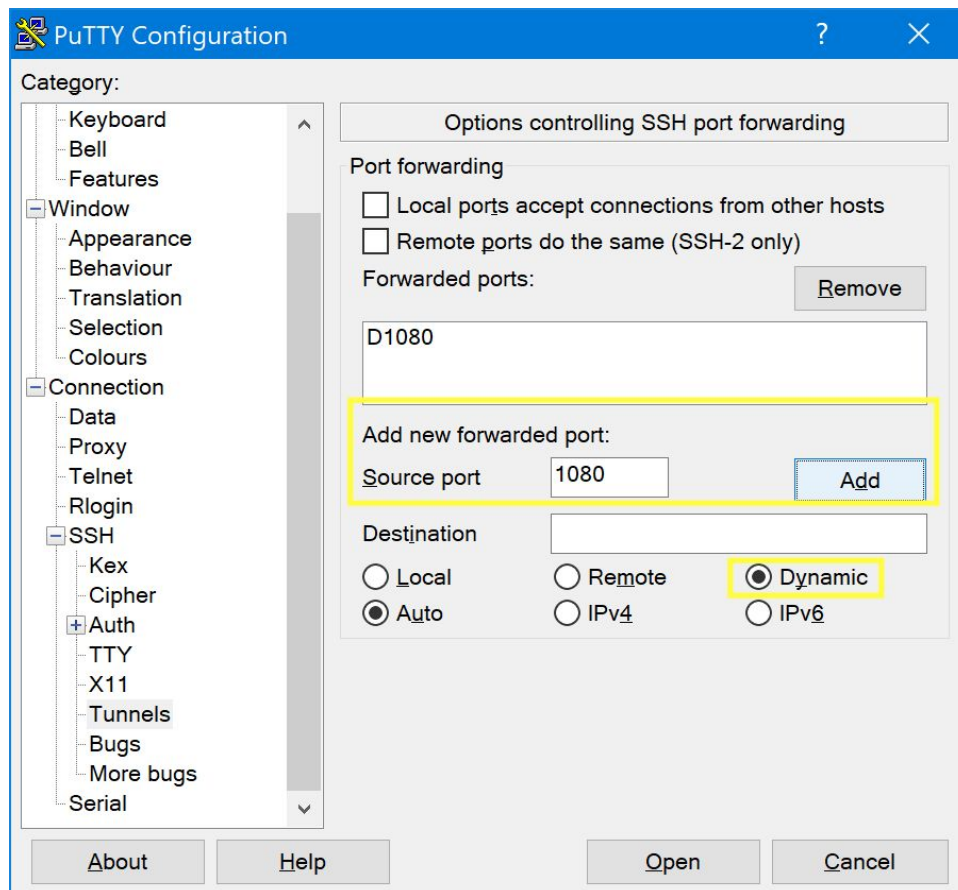 PuTTY Configuration
Category:
Keyboard
Bell
Features
Window
Appearance
Behaviour
Translation
Selection
Colours
Connection
Data
Proxy
Telnet
Rlogin
SSH
Kex
Cipher
Auth
TTY
X11
Tunnels
Bugs
More bugs
Serial
Options controlling SSH port forwarding
Port forwarding
Local ports accept connections from other hosts
Remote ports do the same (SSH-2 only)
Forwarded ports:
Remove
D1080
Add new forwarded port:
Source port 1080 Add
Destination
Local Remote Dynamic
Auto IPv4 IPv6
About Help Open Cancel